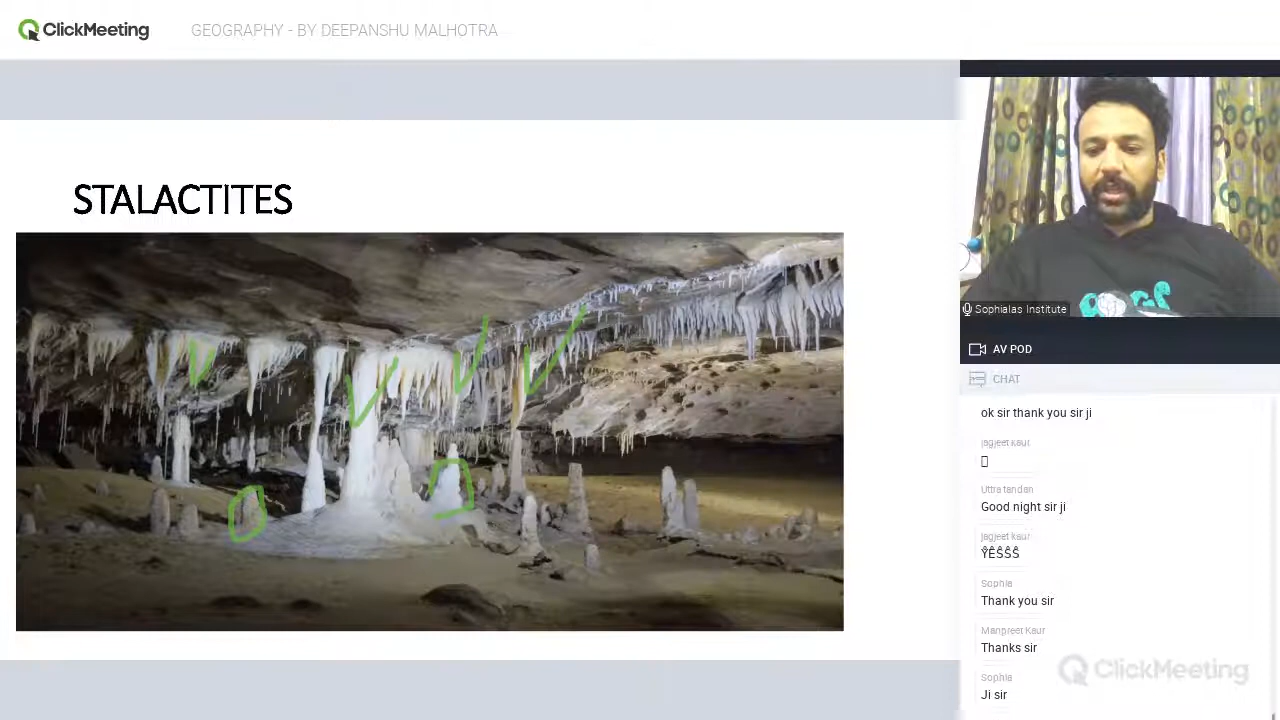 ClickMeeting
GEOGRAPHY - BY DEEPANSHU MALHOTRA
STALACTITES
Sophialas Institute
AV POD
CHAT
ok sir thank you sir ji
jagjeet kaur
Uttra tandan
Good night sir ji
jagjeet kaur
ŶÊŜŜŜ
Sophia
Thank you sir
Manpreet Kaur
Thanks sir
Sophia
Ji sir
ClickMeeting